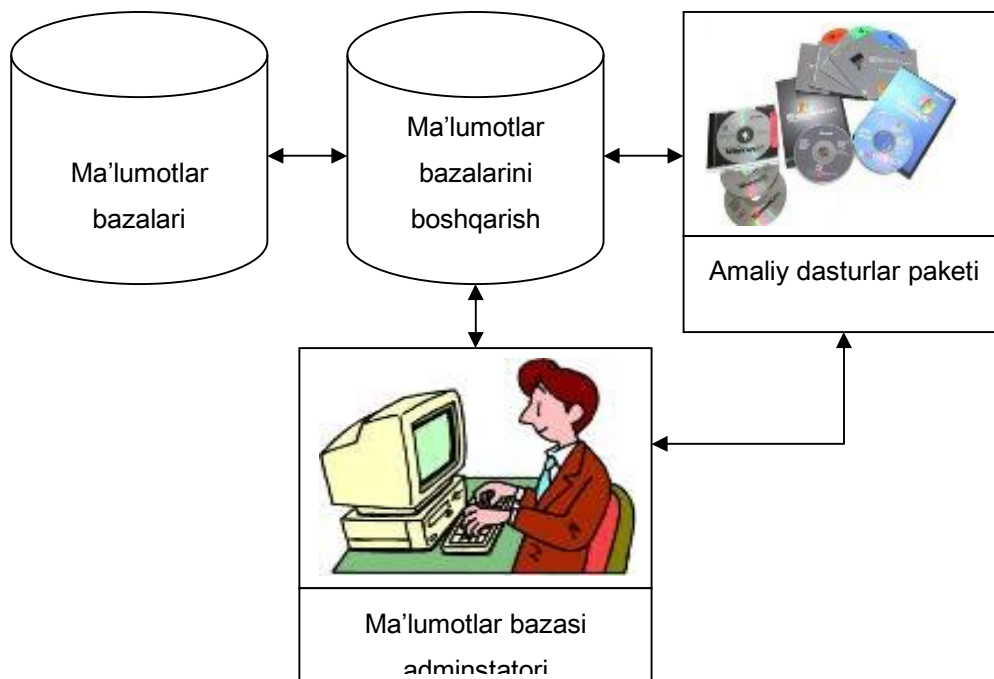 Ma’lumotlar
bazalari
Ma’lumotlar
bazalarini
boshqarish
Amaliy dasturlar paketi
Ma’lumotlar bazasi
adminstatori